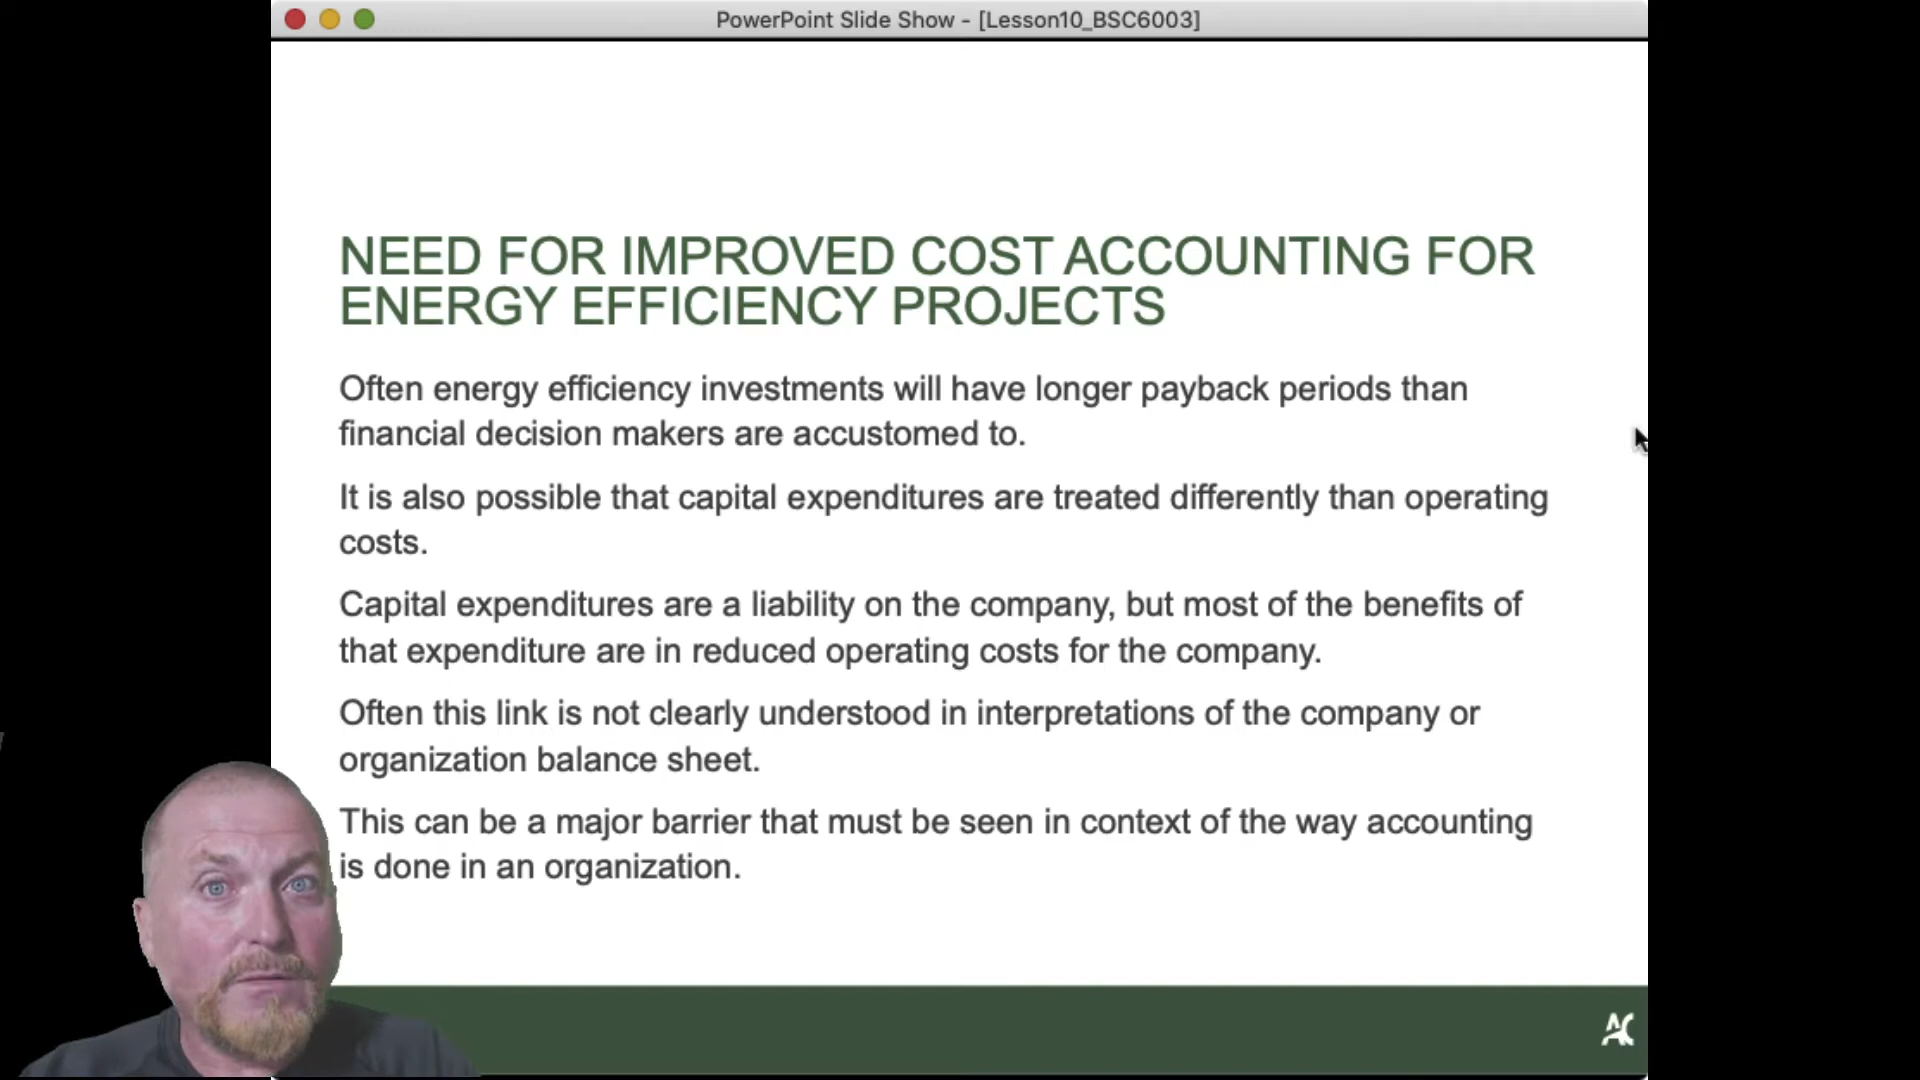 PowerPoint Slide Show - [Lesson10_BSC6003]
NEED FOR IMPROVED COST ACCOUNTING FOR
ENERGY EFFICIENCY PROJECTS
Often energy efficiency investments will have longer payback periods than
financial decision makers are accustomed to.
It is also possible that capital expenditures are treated differently than operating
costs.
Capital expenditures are a liability on the company, but most of the benefits of
that expenditure are in reduced operating costs for the company.
Often this link is not clearly understood in interpretations of the company or
organization balance sheet.
This can be a major barrier that must be seen in context of the way accounting
is done in an organization.
AC